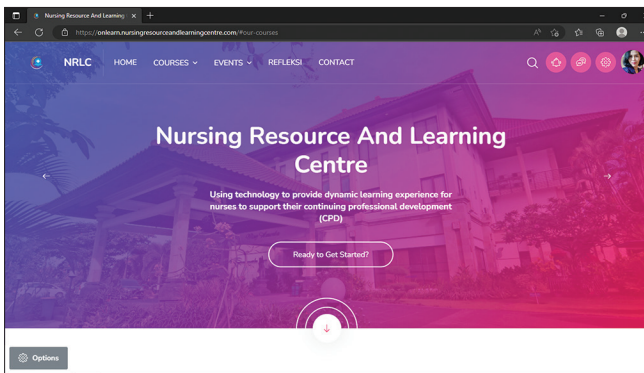 Nursing Resource And Learning
https://onlearn.nursingresourceandlearningcentre.com/#our-courses
NRLC
HOME
COURSES
EVENTS
REFLEKSI
CONTACT
Nursing Resource And Learning
Centre
Using technology to provide dynamic learning experience for
nurses to support their continuing professional development
(CPD)
Ready to Get Started?
Options